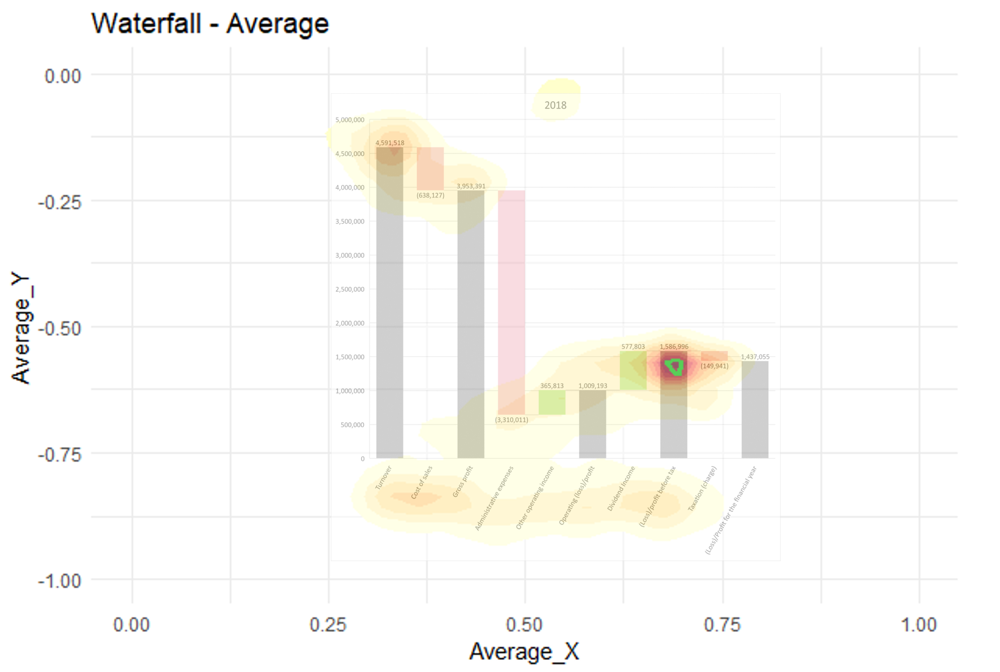 Waterfall - Average
2018
0.00
-0.25
-0.50
-0.75
-1.00
Average_Y
5,000,000
4,500,000
4,000,000
3,500,000
3,000,000
2,500,000
2,000,000
1,500,000
1,000,000
500,000
0
4,591,518
(638,127)
3,953,391
(3,310,011)
365,813
1,009,193
577,803
1,586,996
(149,941)
1,437,055
Turnover
Cost of sales
Gross profit
Administrative expenses
Other operating income
Operating (loss)/profit
Dividend Income
(Loss)/profit before tax
Taxation (charge)
(Loss)/Profit for the financial year
0.00
0.25
0.50
0.75
1.00
Average_X